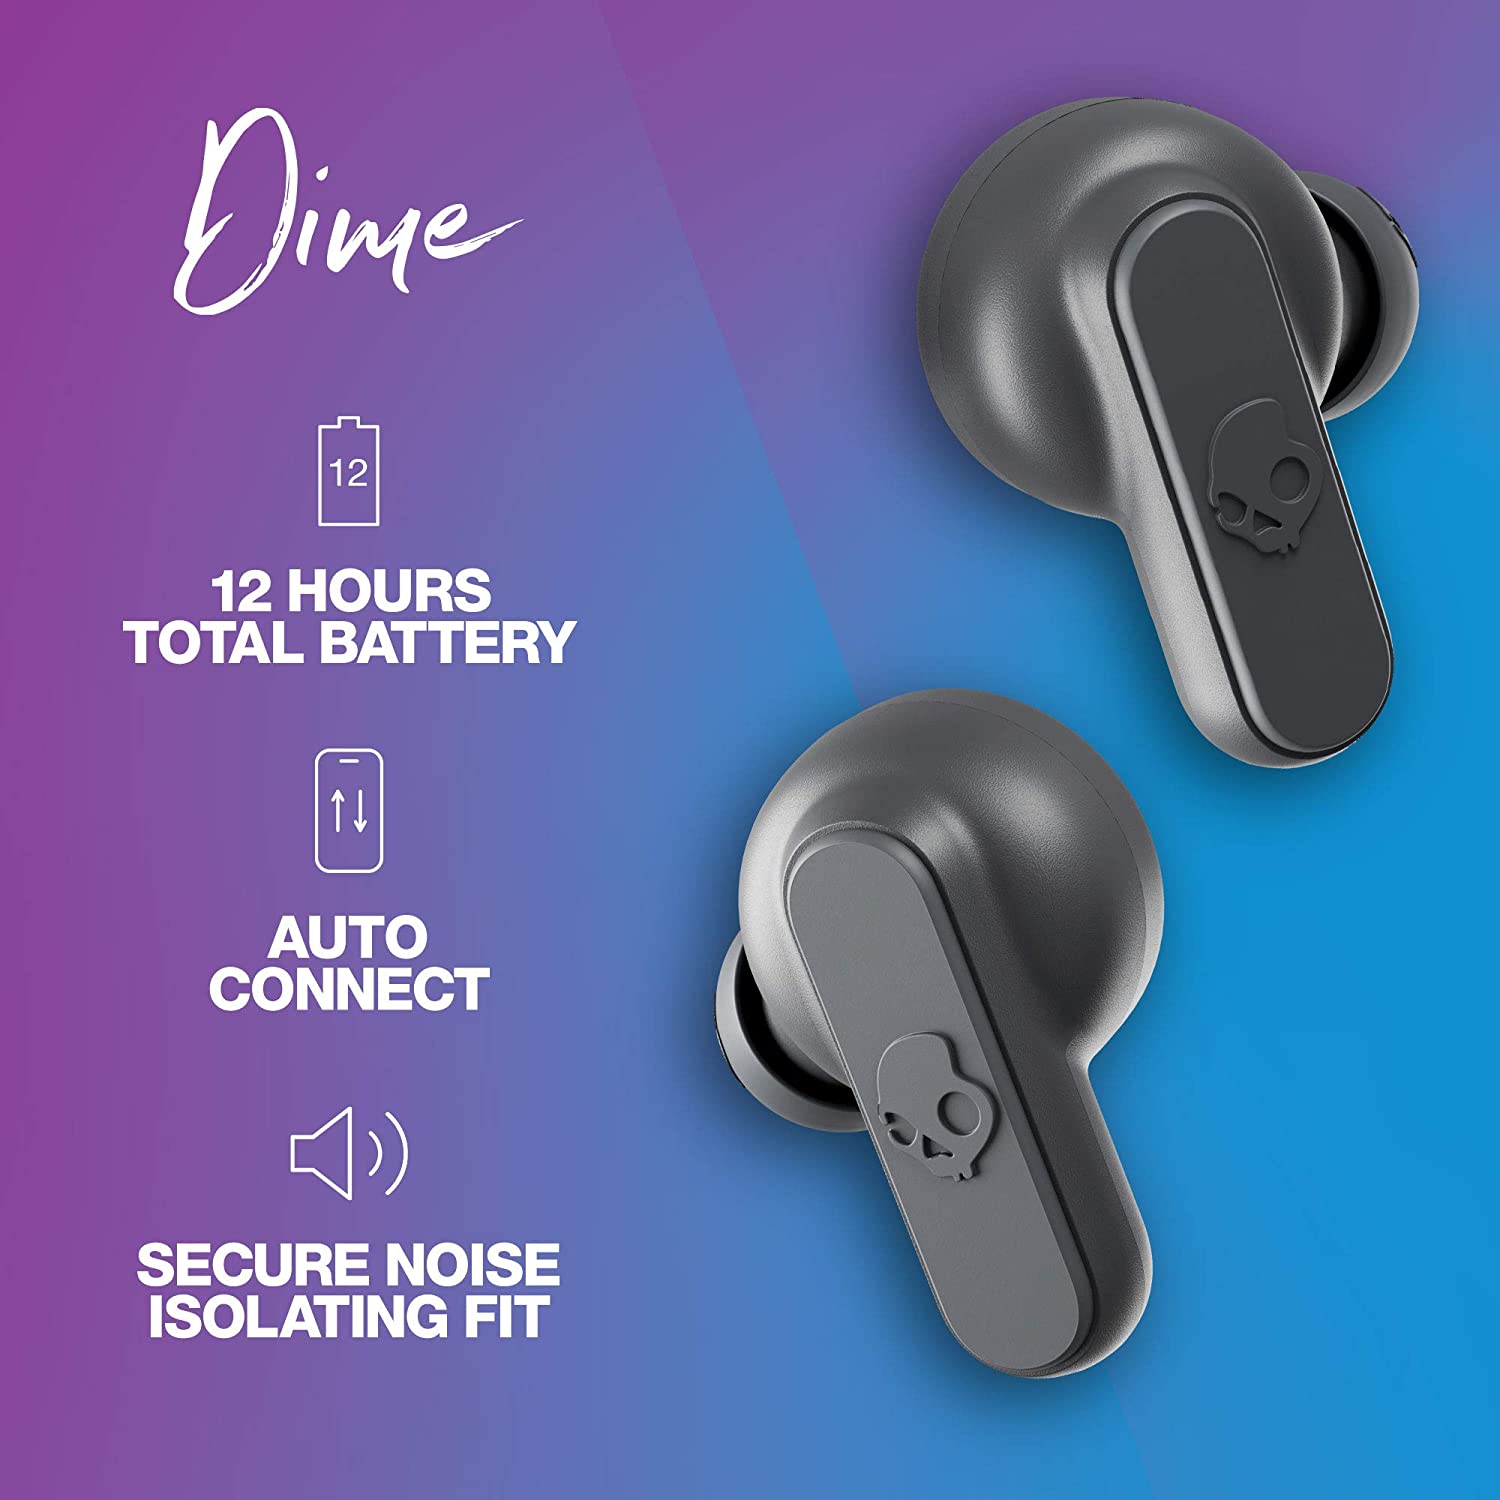 Dime
12
12 HOURS
TOTAL BATTERY
AUTO
CONNECT
SECURE NOISE
ISOLATING FIT